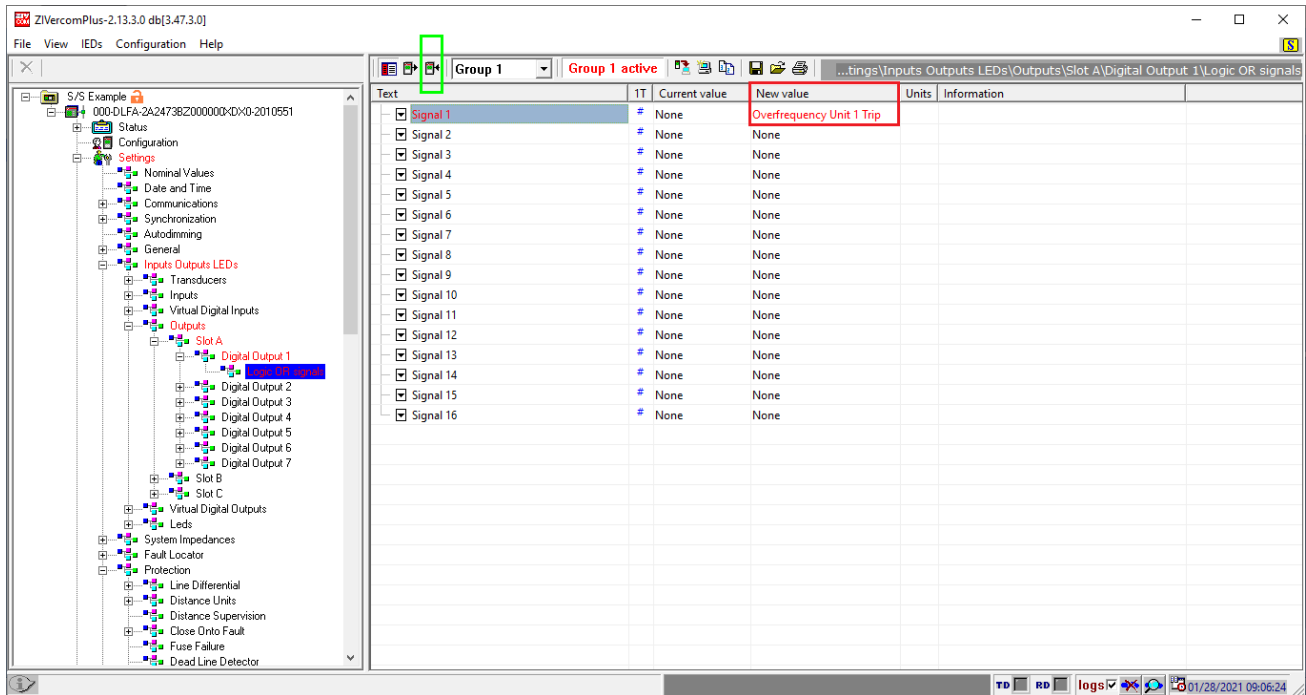 ZIVercomPlus-2.13.3.0 db[3.47.3.0]
File View IEDs Configuration Help
S
Group 1
Group 1 active
...tings\Inputs Outputs LEDs\Outputs\Slot A\Digital Output 1\Logic OR signals
S/S Example
000-DLFA-2A2473BZ000000XDX0-2010551
Status
Configuration
Settings
Nominal Values
Date and Time
Communications
Synchronization
Autodimming
General
Inputs Outputs LEDs
Transducers
Inputs
Virtual Digital Inputs
Outputs
Slot A
Digital Output 1
Logic OR signals
Digital Output 2
Digital Output 3
Digital Output 4
Digital Output 5
Digital Output 6
Digital Output 7
Slot B
Slot C
Virtual Digital Outputs
Leds
System Impedances
Fault Locator
Protection
Line Differential
Distance Units
Distance Supervision
Close Onto Fault
Fuse Failure
Dead Line Detector
Text 1T Current value New value Units Information
Signal 1 # None Overfrequency Unit 1 Trip
Signal 2 # None None
Signal 3 # None None
Signal 4 # None None
Signal 5 # None None
Signal 6 # None None
Signal 7 # None None
Signal 8 # None None
Signal 9 # None None
Signal 10 # None None
Signal 11 # None None
Signal 12 # None None
Signal 13 # None None
Signal 14 # None None
Signal 15 # None None
Signal 16 # None None
TD RD logs 01/28/2021 09:06:24